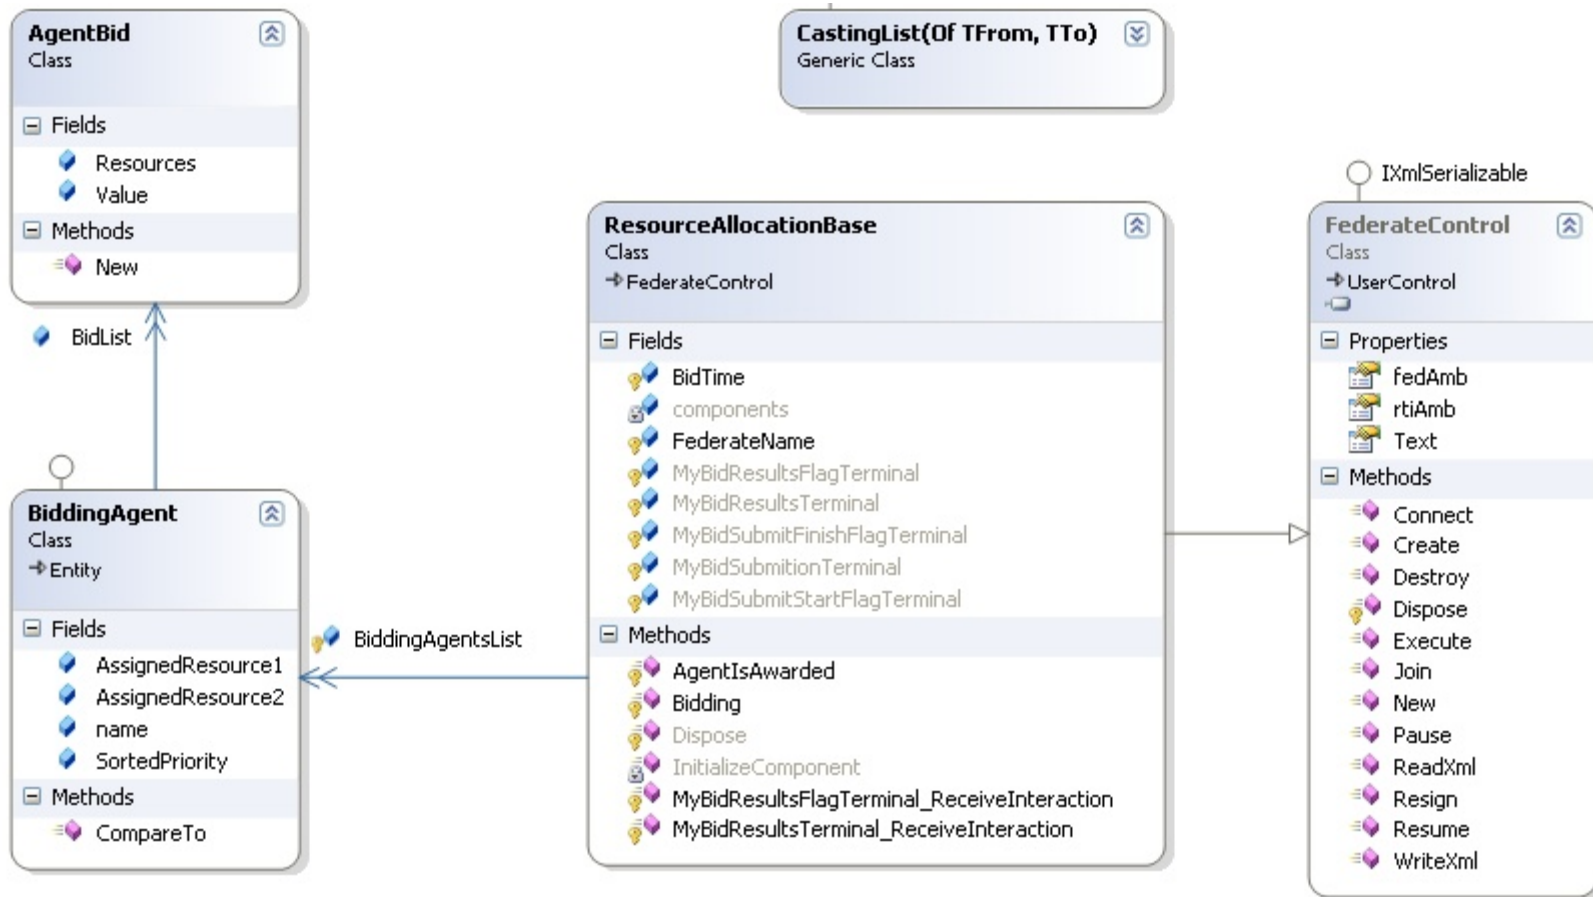 AgentBid
Class
Fields
Resources
Value
Methods
New
BidList
BiddingAgent
Class
Entity
Fields
AssignedResource1
AssignedResource2
name
SortedPriority
Methods
CompareTo
BiddingAgentsList
CastingList(Of TFrom, TTo)
Generic Class
ResourceAllocationBase
Class
FederateControl
Fields
BidTime
components
FederateName
MyBidResultsFlagTerminal
MyBidResultsTerminal
MyBidSubmitFinishFlagTerminal
MyBidSubmitionTerminal
MyBidSubmitStartFlagTerminal
Methods
AgentIsAwarded
Bidding
Dispose
InitializeComponent
MyBidResultsFlagTerminal_ReceiveInteraction
MyBidResultsTerminal_ReceiveInteraction
IXmlSerializable
FederateControl
Class
UserControl
Properties
fedAmb
rtiAmb
Text
Methods
Connect
Create
Destroy
Dispose
Execute
Join
New
Pause
ReadXml
Resign
Resume
WriteXml